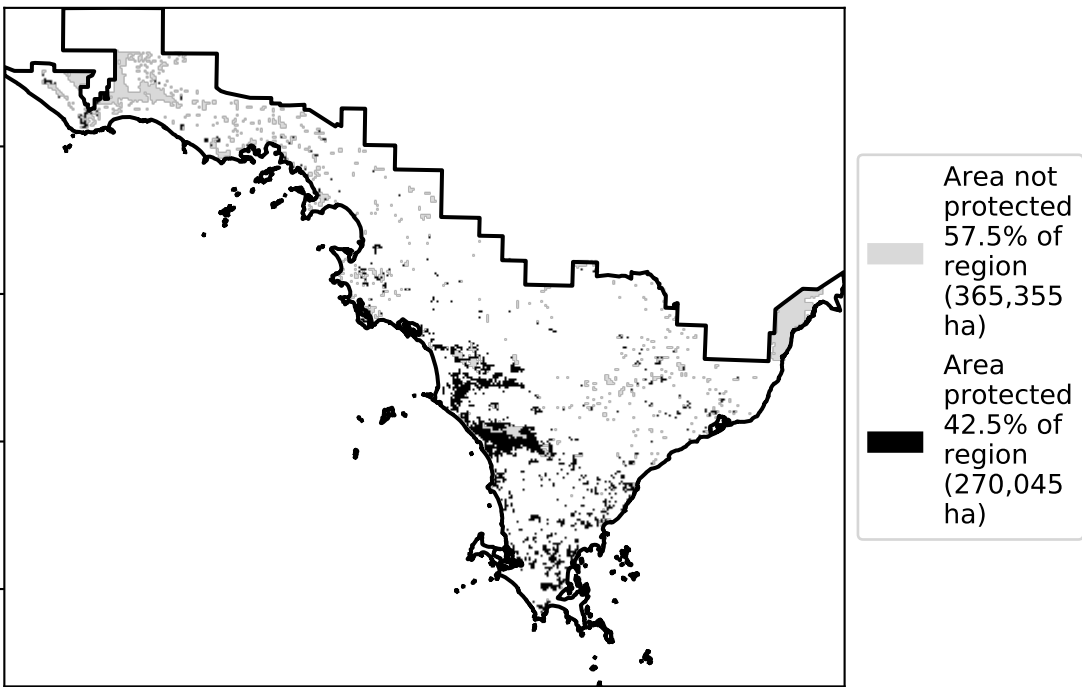 Area not
protected
57.5% of
region
(365,355
ha)
Area
protected
42.5% of
region
(270,045
ha)